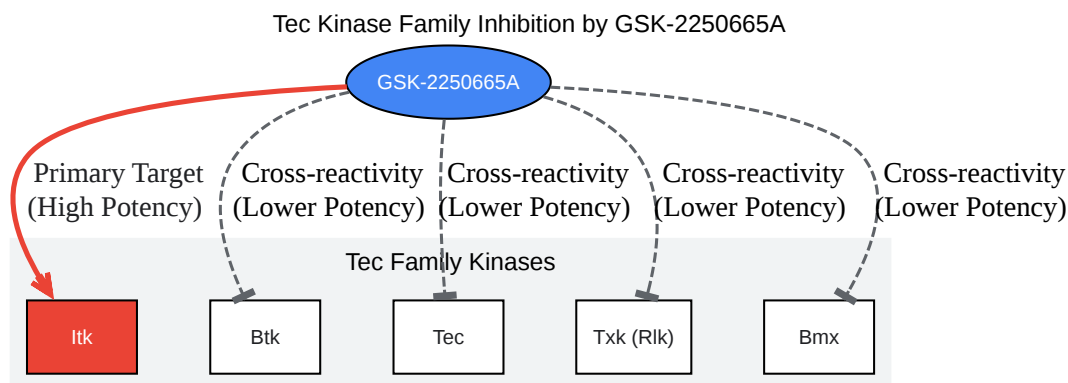 Tec Kinase Family Inhibition by GSK-2250665A
GSK-2250665A
Primary Target
(High Potency)
Cross-reactivity
(Lower Potency)
Cross-reactivity
(Lower Potency)
Cross-reactivity
(Lower Potency)
Cross-reactivity
(Lower Potency)
Tec Family Kinases
Itk
Btk
Tec
Txk (Rlk)
Bmx